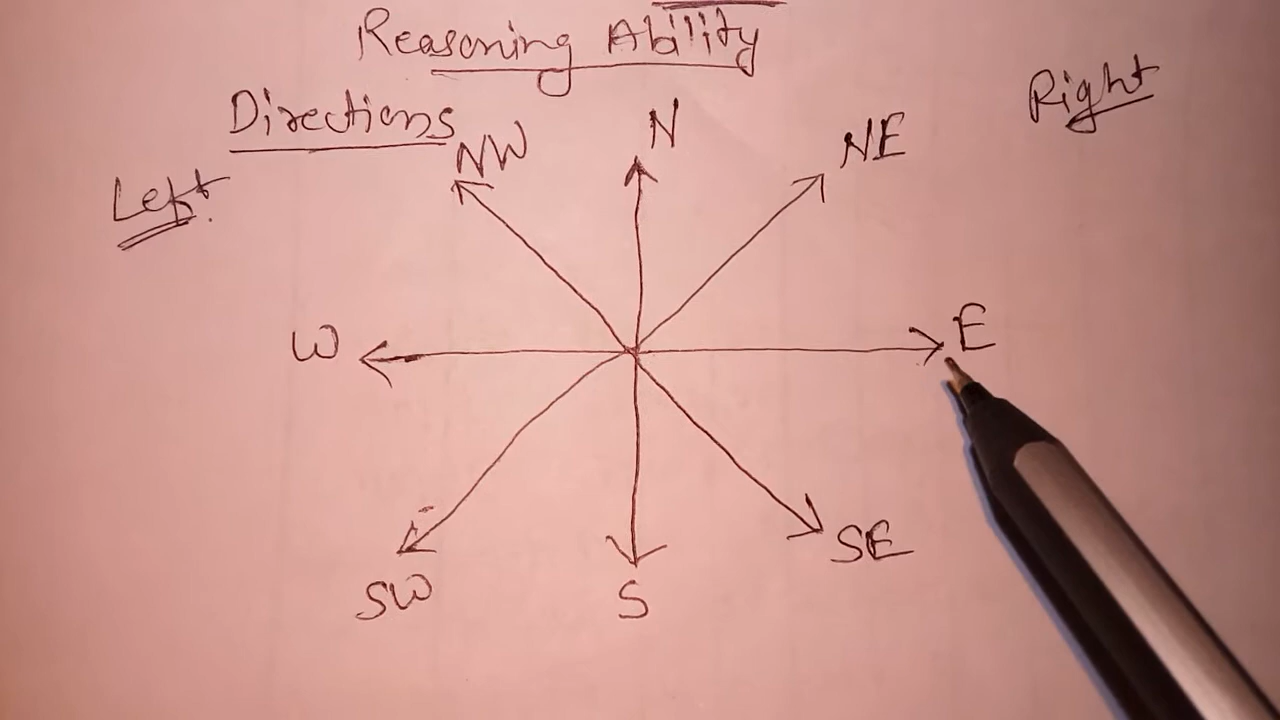 Reasoning Ability
Directions
Left
Right
NW
N
NE
W
E
SW
S
SE